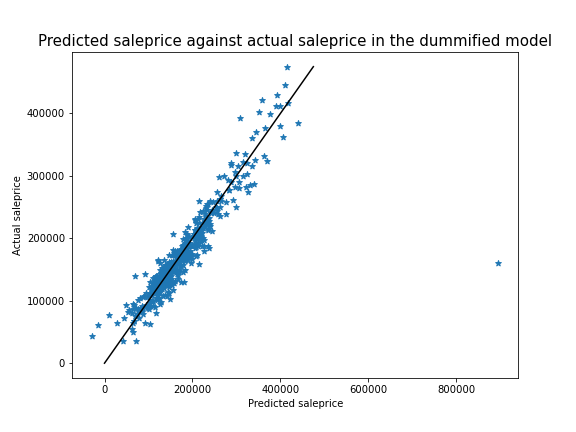 Predicted saleprice against actual saleprice in the dummified model
400000
300000
200000
100000
0
Actual saleprice
0 200000 400000 600000 800000
Predicted saleprice